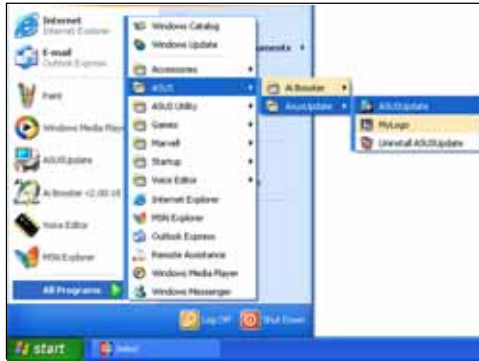 Internet
Internet Explorer
E-mail
Outlook Express
Paint
Windows Media Player
ASUSUpdate
Ai Booster v2.00.16
Voice Editor
MSN Explorer
All Programs
Windows Catalog
Windows Update
Accessories
ASUS
ASUS Utility
Games
Marvell
Startup
Voice Editor
Internet Explorer
MSN Explorer
Outlook Express
Remote Assistance
Windows Media Player
Windows Messenger
Ai Booster
AsusUpdate
ASUSUpdate
MyLogo
Uninstall ASUSUpdate
Log Off
Shut Down
start